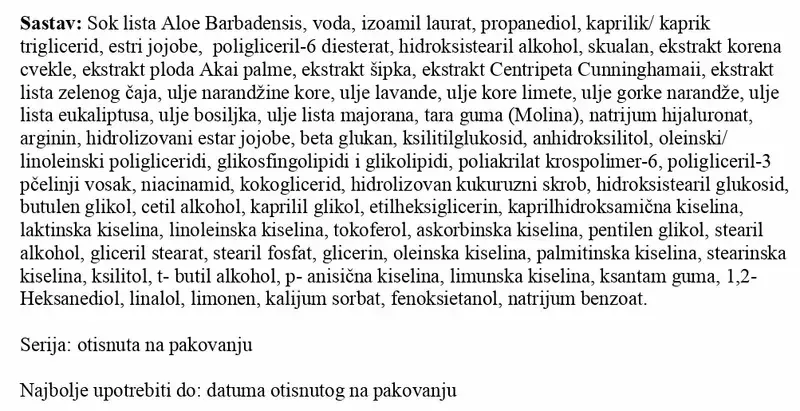 Sastav: Sok lista Aloe Barbadensis, voda, izoamil laurat, propanediol, kaprilik/ kaprik
triglicerid, estri jojobe,  poligliceril-6 diesterat, hidroksistearil alkohol, skualan, ekstrakt korena
cvekle, ekstrakt ploda Akai palme, ekstrakt šipka, ekstrakt Centripeta Cunninghamaii, ekstrakt
lista zelenog čaja, ulje narandžine kore, ulje lavande, ulje kore limete, ulje gorke narandže, ulje
lista eukaliptusa, ulje bosiljka, ulje lista majorana, tara guma (Molina), natrijum hijaluronat,
arginin, hidrolizovani estar jojobe, beta glukan, ksilitilglukosid, anhidroksilitol, oleinski/
linoleinski poligliceridi, glikosfingolipidi i glikolipidi, poliakrilat krospolimer-6, poligliceril-3
pčelinji vosak, niacinamid, kokoglicerid, hidrolizovan kukuruzni skrob, hidroksistearil glukosid,
butulen glikol, cetil alkohol, kaprilil glikol, etilheksiglicerin, kaprilhidroksamična kiselina,
laktinska kiselina, linoleinska kiselina, tokoferol, askorbinska kiselina, pentilen glikol, stearil
alkohol, gliceril stearat, stearil fosfat, glicerin, oleinska kiselina, palmitinska kiselina, stearinska
kiselina, ksilitol, t- butil alkohol, p- anisična kiselina, limunska kiselina, ksantam guma, 1,2-
Heksanediol, linalol, limonen, kalijum sorbat, fenoksietanol, natrijum benzoat.
Serija: otisnuta na pakovanju
Najbolje upotrebiti do: datuma otisnutog na pakovanju